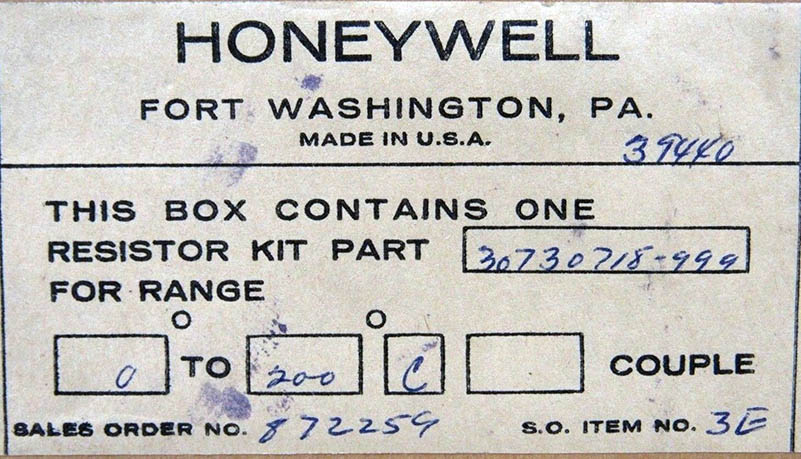 HONEYWELL
FORT WASHINGTON, PA.
MADE IN U.S.A.
39440
THIS BOX CONTAINS ONE
RESISTOR KIT PART 30730718-999
FOR RANGE
0° TO 200° C COUPLE
SALES ORDER NO. 872259 S.O. ITEM NO. 3E